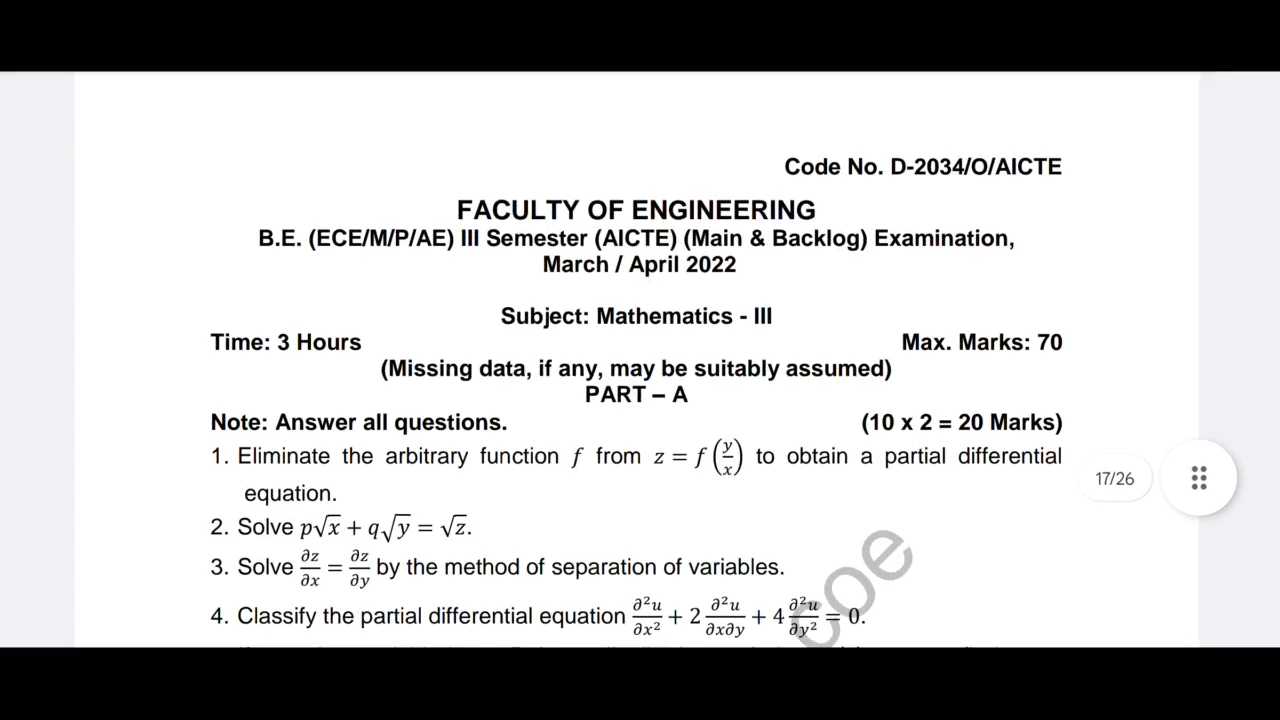 Code No. D-2034/O/AICTE
FACULTY OF ENGINEERING
B.E. (ECE/M/P/AE) III Semester (AICTE) (Main & Backlog) Examination,
March / April 2022
Subject: Mathematics - III
Time: 3 Hours Max. Marks: 70
(Missing data, if any, may be suitably assumed)
PART – A
Note: Answer all questions. (10 x 2 = 20 Marks)
1. Eliminate the arbitrary function f from z = f(y/x) to obtain a partial differential
equation.
17/26
2. Solve p√x + q√y = √z.
3. Solve ∂z/∂x = ∂z/∂y by the method of separation of variables.
4. Classify the partial differential equation ∂²u/∂x² + 2 ∂²u/∂x∂y + 4 ∂²u/∂y² = 0.
coe